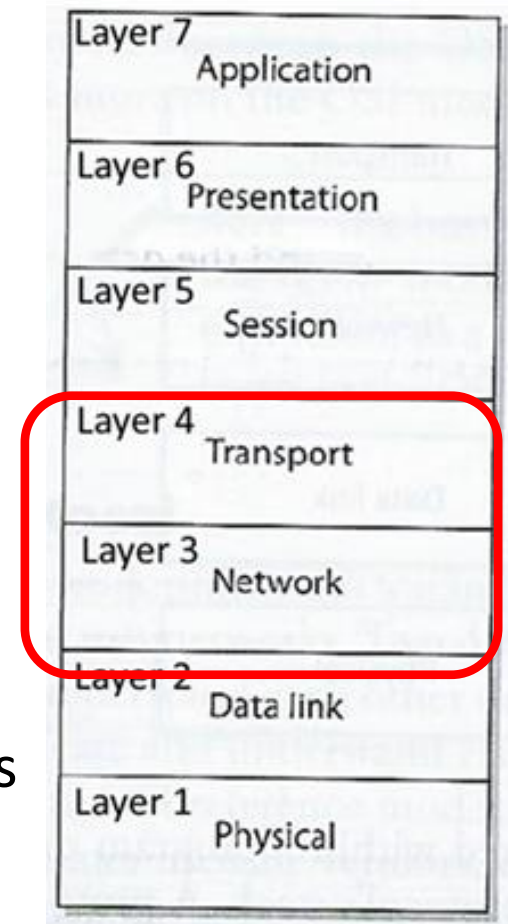 Layer 7
Application
Layer 6
Presentation
Layer 5
Session
Layer 4
Transport
Layer 3
Network
Layer 2
Data link
s
Layer 1
Physical